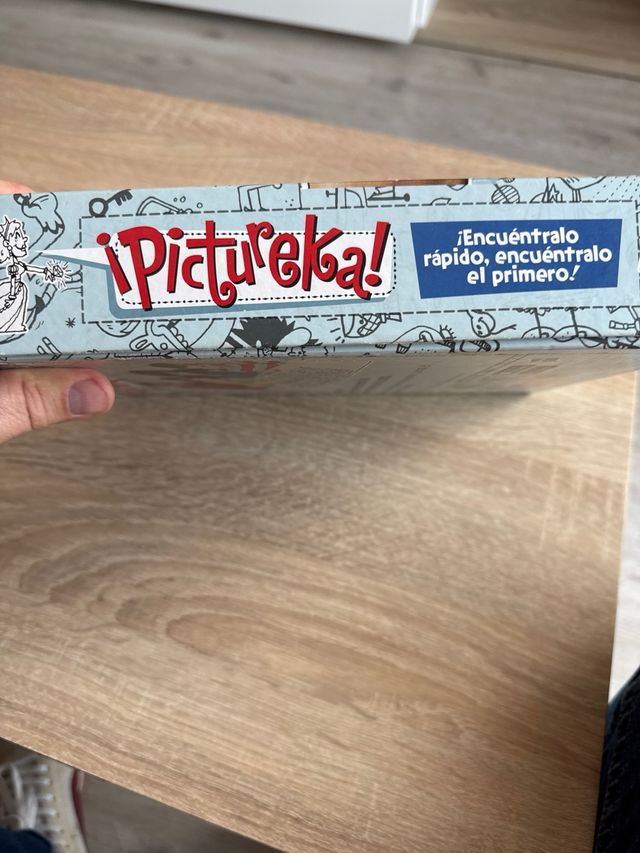 ¡Pictureka!
¡Encuéntralo
rápido, encuéntralo
el primero!